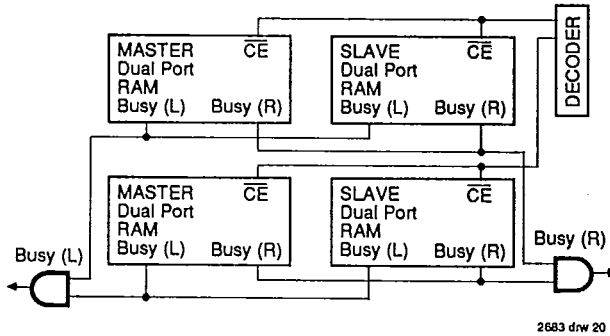 MASTER CE
Dual Port
RAM
Busy (L) Busy (R)
SLAVE CE
Dual Port
RAM
Busy (L) Busy (R)
DECODER
MASTER CE
Dual Port
RAM
Busy (L) Busy (R)
SLAVE CE
Dual Port
RAM
Busy (L) Busy (R)
Busy (L)
Busy (R)
2683 drw 20